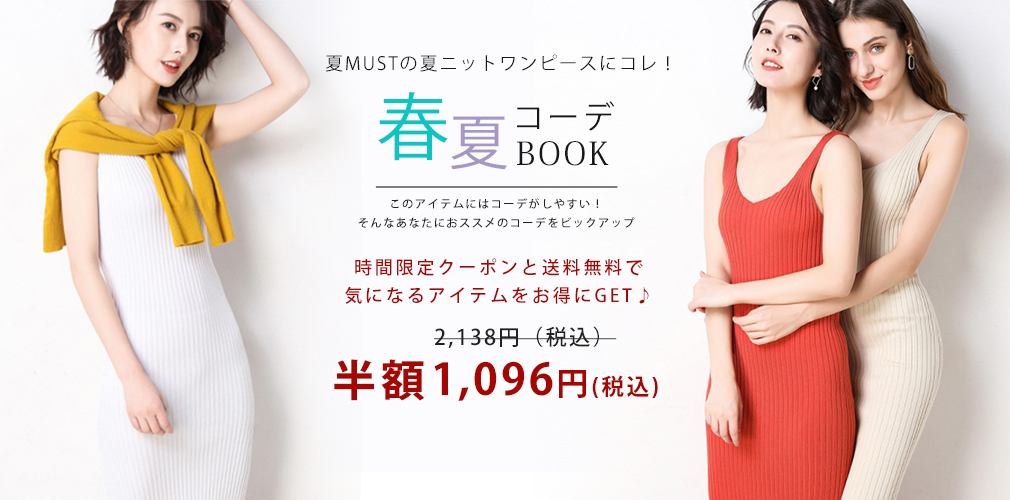 夏MUSTの夏ニットワンピースにコレ！
春夏コーデ
BOOK
このアイテムにはコーデがしやすい！
そんなあなたにおススメのコーデをピックアップ
時間限定クーポンと送料無料で
気になるアイテムをお得にGET♪
2,138円（税込）
半額1,096円(税込)